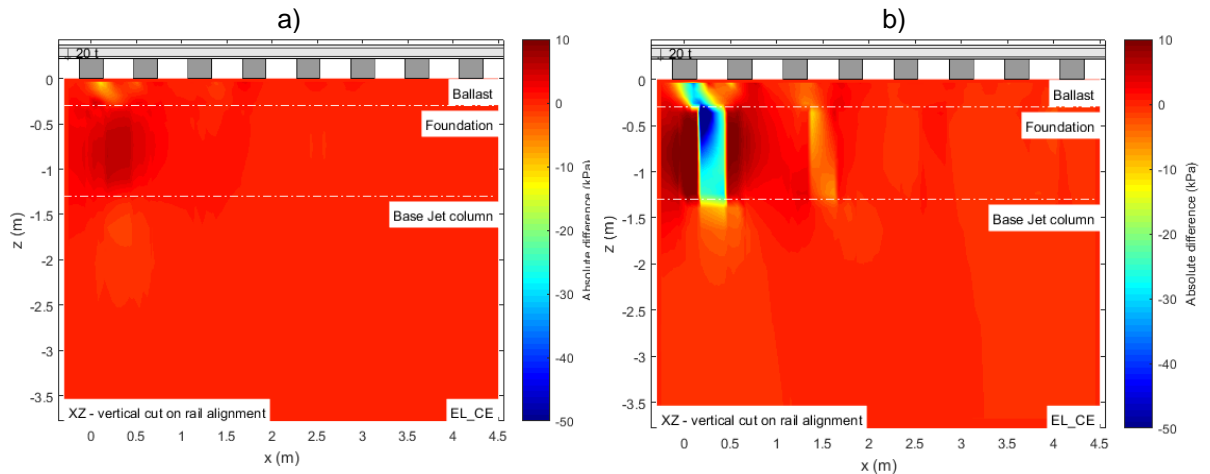 a)
20 t
0
-0.5
-1
-1.5
-2
-2.5
-3
-3.5
z (m)
Ballast
Foundation
Base Jet column
XZ - vertical cut on rail alignment
EL_CE
0 0.5 1 1.5 2 2.5 3 3.5 4 4.5
x (m)
10
0
-10
-20
-30
-40
-50
Absolute difference (kPa)
b)
20 t
0
-0.5
-1
-1.5
-2
-2.5
-3
-3.5
z (m)
Ballast
Foundation
Base Jet column
XZ - vertical cut on rail alignment
EL_CE
0 0.5 1 1.5 2 2.5 3 3.5 4 4.5
x (m)
10
0
-10
-20
-30
-40
-50
Absolute difference (kPa)